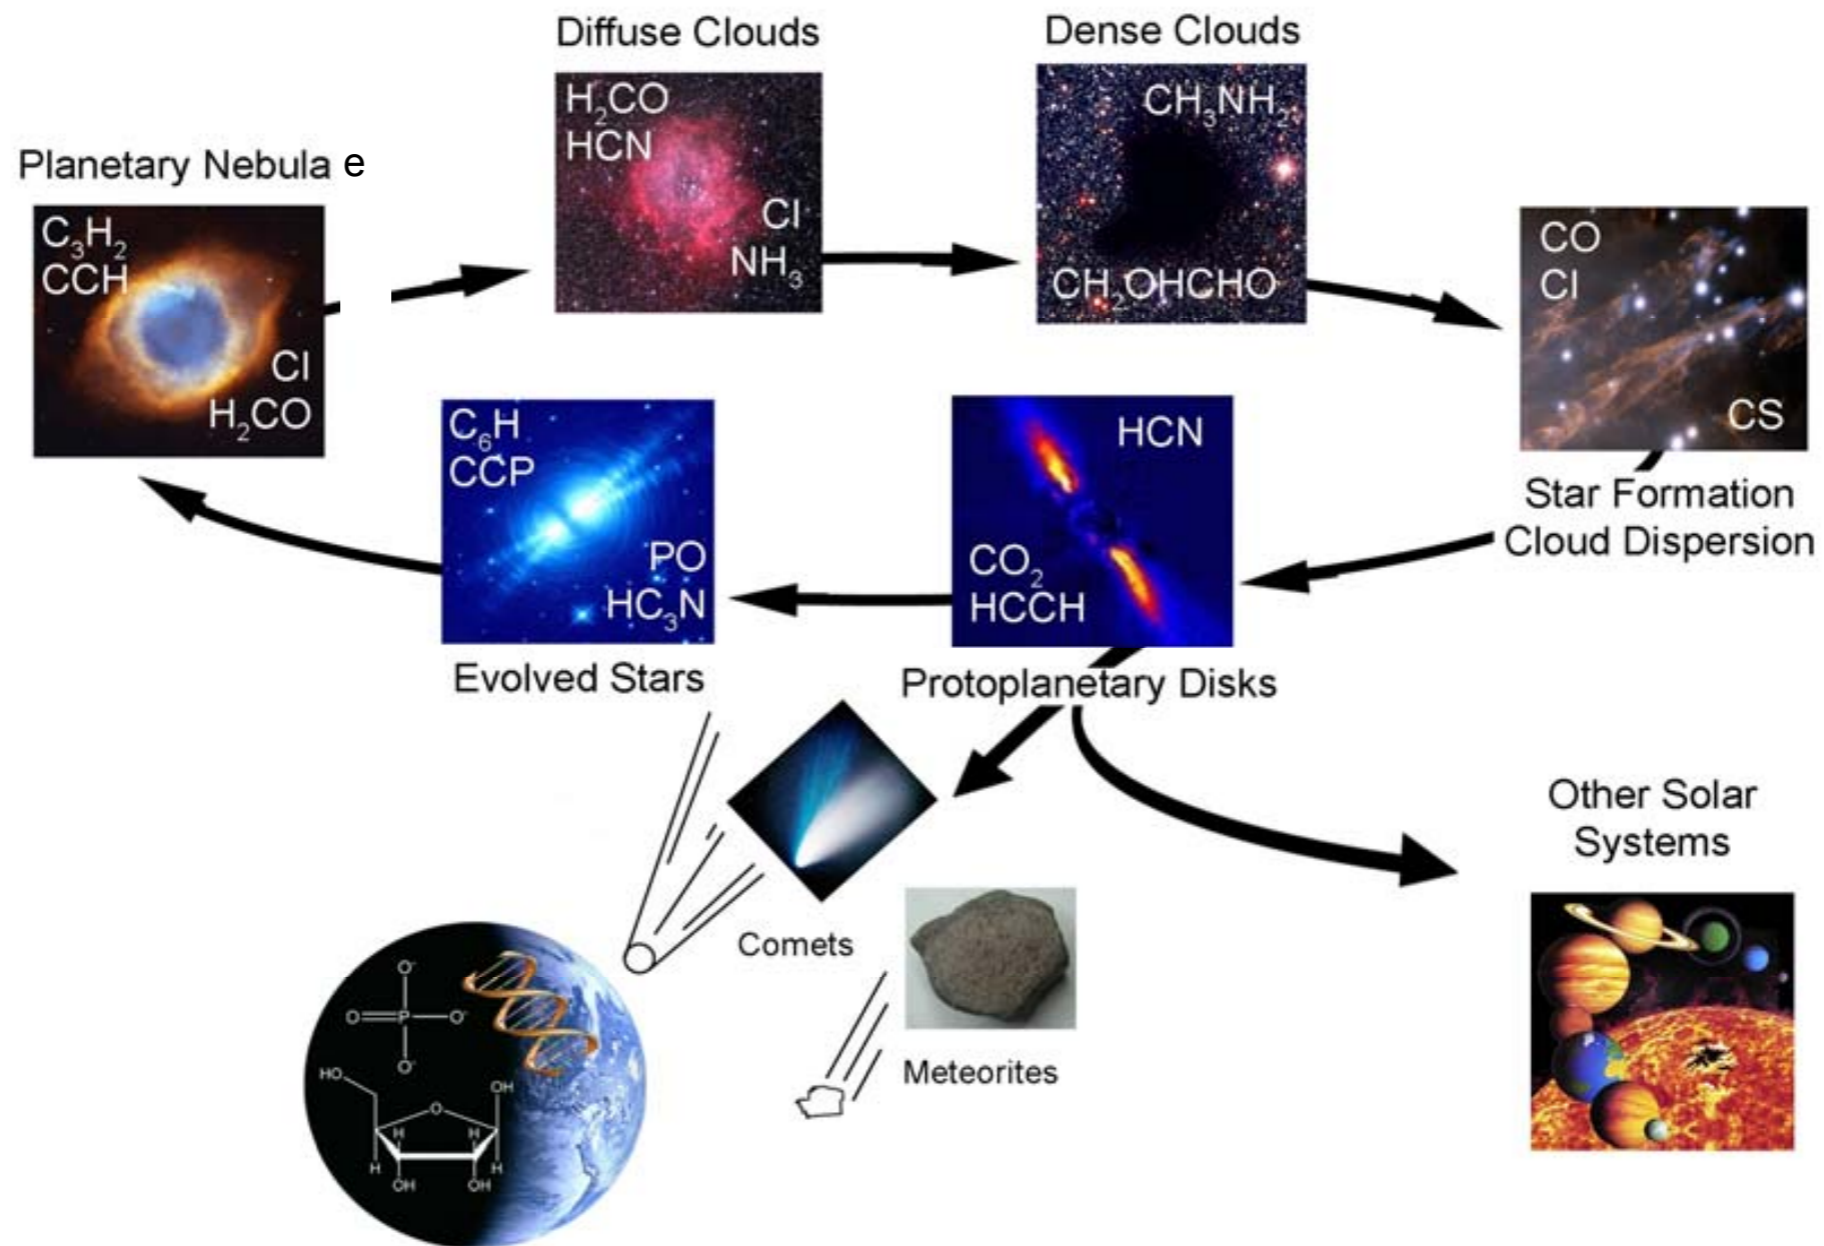 Diffuse Clouds
H₂CO
HCN
CI
NH₃
Dense Clouds
CH₃NH₂
CH₂OHCHO
Planetary Nebula e
C₃H₂
CCH
CI
H₂CO
CO
CI
CS
Star Formation
Cloud Dispersion
C₆H
CCP
PO
HC₃N
Evolved Stars
HCN
CO₂
HCCH
Protoplanetary Disks
Other Solar
Systems
Comets
Meteorites
O⁻
O P O⁻
O⁻
HO
OH
O
H H
H H
OH OH